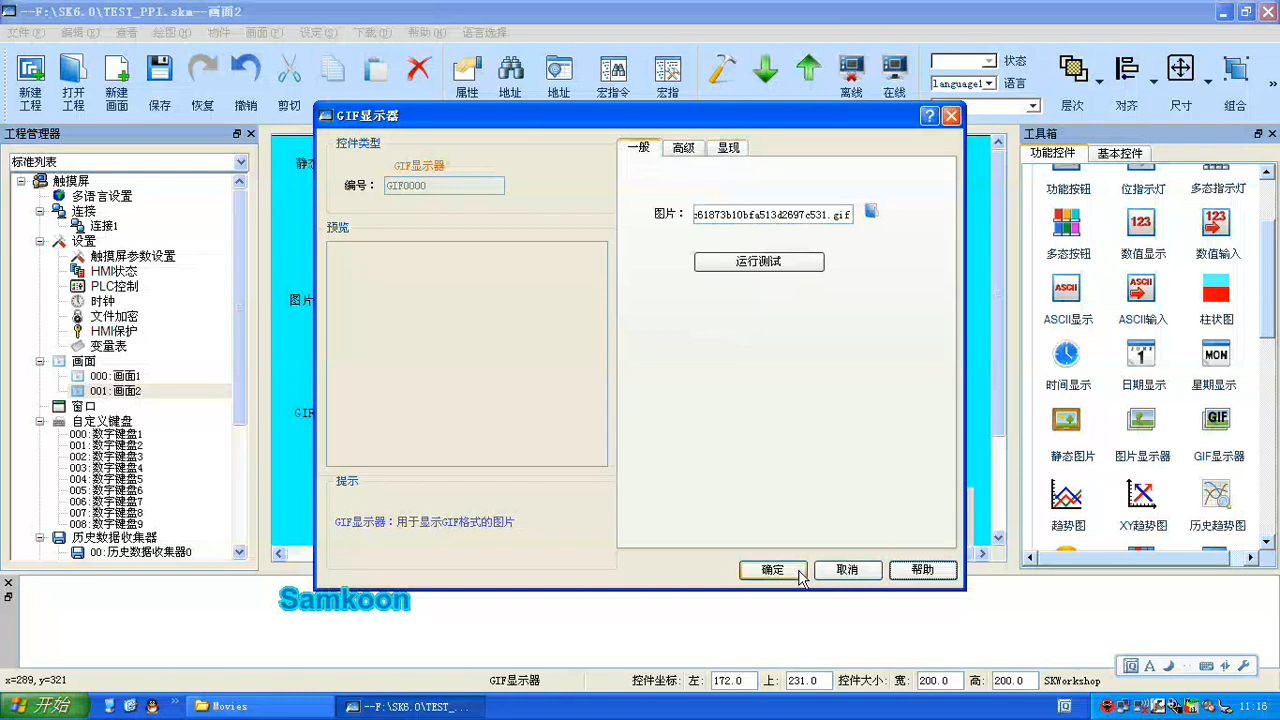 --F:\SK6.0\TEST_PPI.skm--画面2
文件(F) 编辑(E) 查看 绘图(P) 物件 画面(F) 设定(S) 下载(T) 帮助(H) 语言选择
新建工程 打开工程 新建画面 保存 恢复 撤销 剪切 属性 地址 地址 宏指令 宏指 离线 在线
状态
language1 语言
层次 对齐 尺寸 组合
工程管理器
标准列表
触摸屏
多语言设置
连接
连接1
设置
触摸屏参数设置
HMI状态
PLC控制
时钟
文件加密
HMI保护
变量表
画面
000:画面1
001:画面2
窗口
自定义键盘
000:数字键盘1
001:数字键盘2
002:数字键盘3
003:数字键盘4
004:数字键盘5
005:数字键盘6
006:数字键盘7
007:数字键盘8
008:数字键盘9
历史数据收集器
00:历史数据收集器0
静态
图片
GIF
GIF显示器
控件类型
GIF显示器
编号： GIF0000
预览
提示
GIF显示器：用于显示GIF格式的图片
一般 高级 显现
图片： c61873b10bfa513d2697c531.gif
运行测试
确定 取消 帮助
工具箱
功能控件 基本控件
功能按钮 位指示灯 多态指示灯
123 123
多态按钮 数值显示 数值输入
ASCII ASCII
ASCII显示 ASCII输入 柱状图
JUNE 1 MON
时间显示 日期显示 星期显示
GIF
静态图片 图片显示器 GIF显示器
趋势图 XY趋势图 历史趋势图
Samkoon
x=289, y=321 GIF显示器 控件坐标: 左: 172.0 上: 231.0 控件大小: 宽: 200.0 高: 200.0 SKWorkshop
开始 Movies --F:\SK6.0\TEST_... 11:16